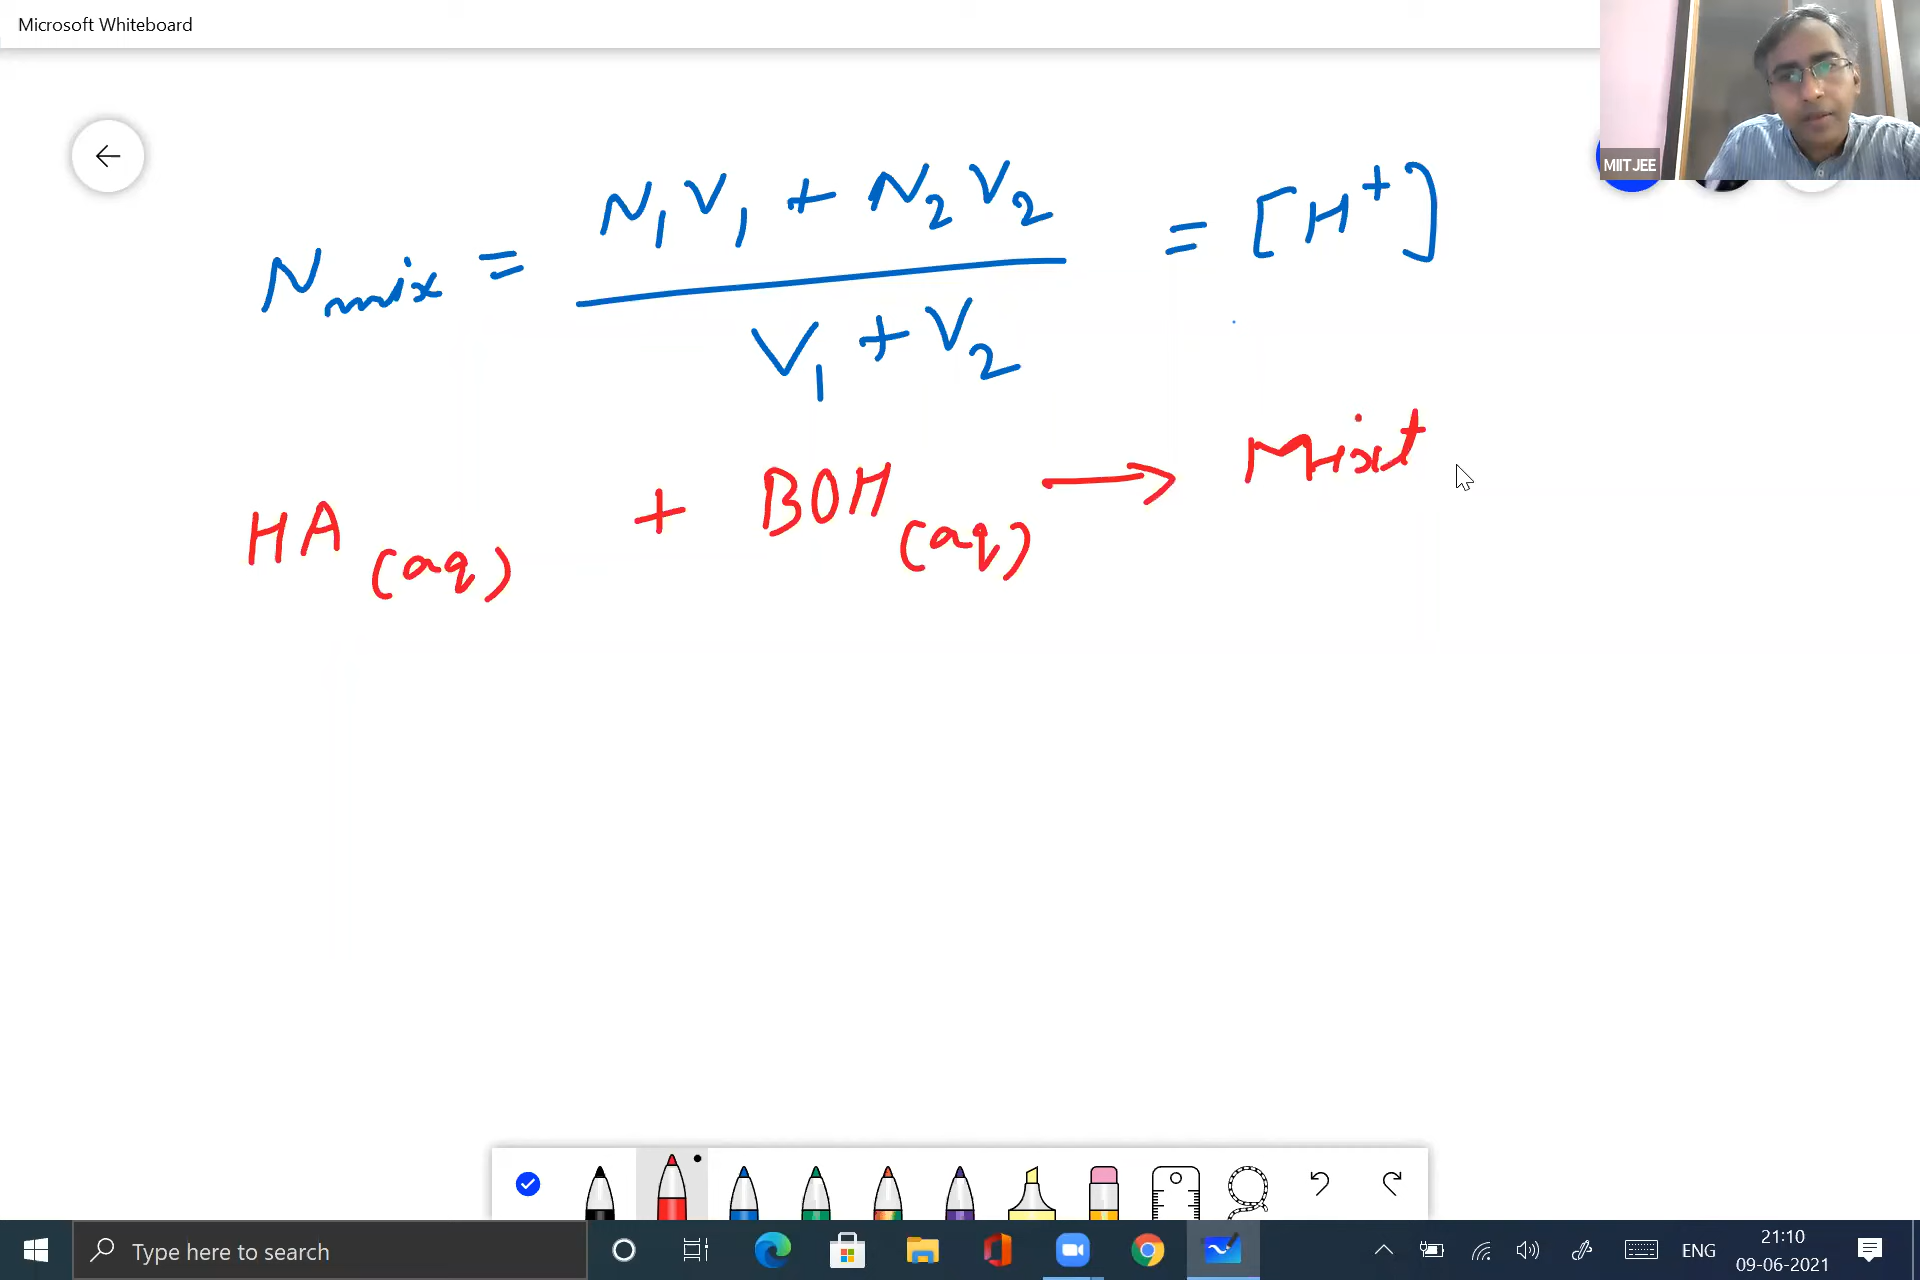 Microsoft Whiteboard
MIIT JEE
N_mix = (N₁V₁ + N₂V₂) / (V₁ + V₂) = [H⁺]
HA (aq) + BOH (aq) → Mixt
Type here to search
ENG
21:10
09-06-2021